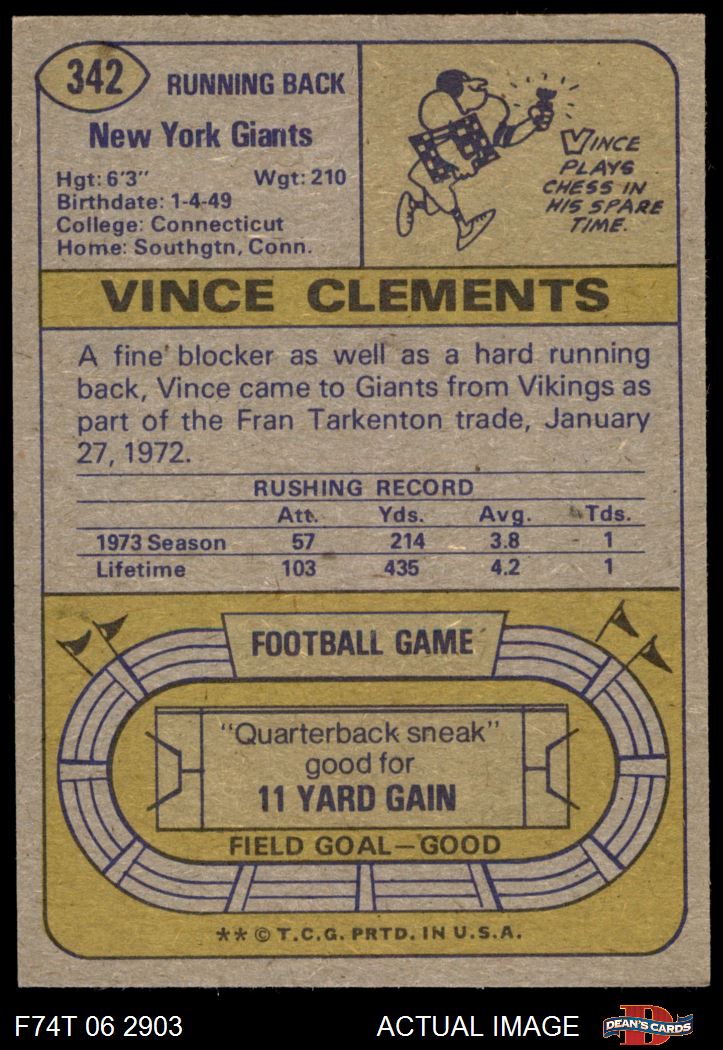 342
RUNNING BACK
New York Giants
Hgt: 6'3" Wgt: 210
Birthdate: 1-4-49
College: Connecticut
Home: Southgtn, Conn.
VINCE
PLAYS
CHESS IN
HIS SPARE
TIME.
VINCE CLEMENTS
A fine blocker as well as a hard running
back, Vince came to Giants from Vikings as
part of the Fran Tarkenton trade, January
27, 1972.
RUSHING RECORD
Att. Yds. Avg. Tds.
1973 Season 57 214 3.8 1
Lifetime 103 435 4.2 1
FOOTBALL GAME
"Quarterback sneak"
good for
11 YARD GAIN
FIELD GOAL—GOOD
** © T.C.G. PRTD. IN U.S.A.
F74T 06 2903 ACTUAL IMAGE
D
DEAN'S CARDS